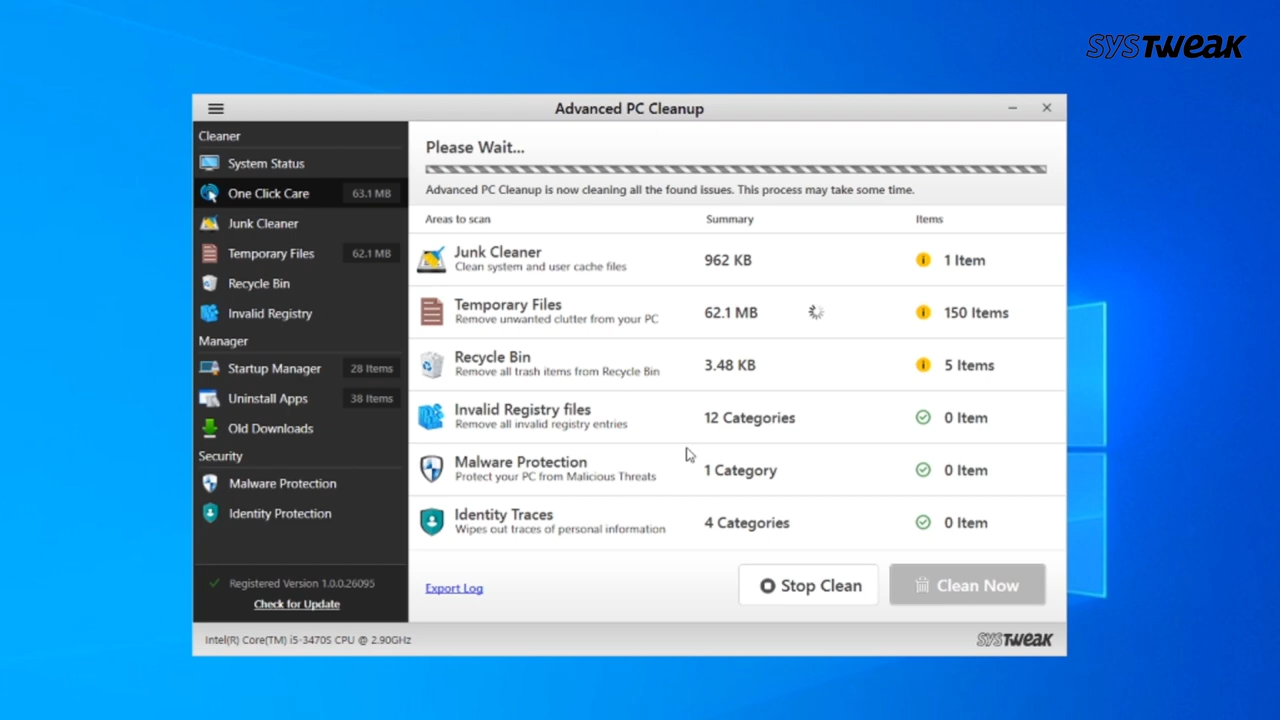 SYSTWEAK
Advanced PC Cleanup
Cleaner
System Status
One Click Care 63.1 MB
Junk Cleaner
Temporary Files 62.1 MB
Recycle Bin
Invalid Registry
Manager
Startup Manager 28 Items
Uninstall Apps 38 Items
Old Downloads
Security
Malware Protection
Identity Protection
Registered Version 1.0.0.26095
Check for Update
Please Wait...
Advanced PC Cleanup is now cleaning all the found issues. This process may take some time.
Areas to scan Summary Items
Junk Cleaner
Clean system and user cache files
962 KB 1 Item
Temporary Files
Remove unwanted clutter from your PC
62.1 MB 150 Items
Recycle Bin
Remove all trash items from Recycle Bin
3.48 KB 5 Items
Invalid Registry files
Remove all invalid registry entries
12 Categories 0 Item
Malware Protection
Protect your PC from Malicious Threats
1 Category 0 Item
Identity Traces
Wipes out traces of personal information
4 Categories 0 Item
Export Log Stop Clean Clean Now
Intel(R) Core(TM) i5-3470S CPU @ 2.90GHz
SYSTWEAK